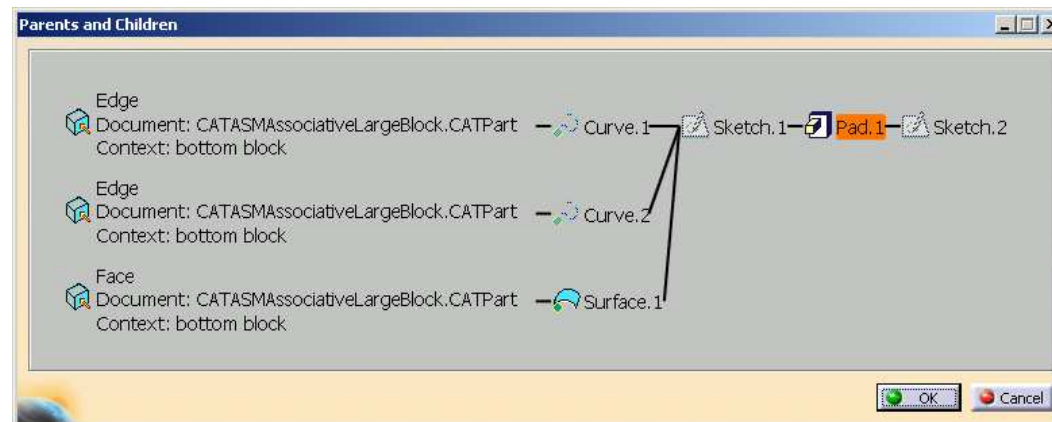 Parents and Children
Edge
Document: CATASMAssociativeLargeBlock.CATPart
Context: bottom block
Curve.1
Sketch.1
Pad.1
Sketch.2
Edge
Document: CATASMAssociativeLargeBlock.CATPart
Context: bottom block
Curve.2
Face
Document: CATASMAssociativeLargeBlock.CATPart
Context: bottom block
Surface.1
OK
Cancel